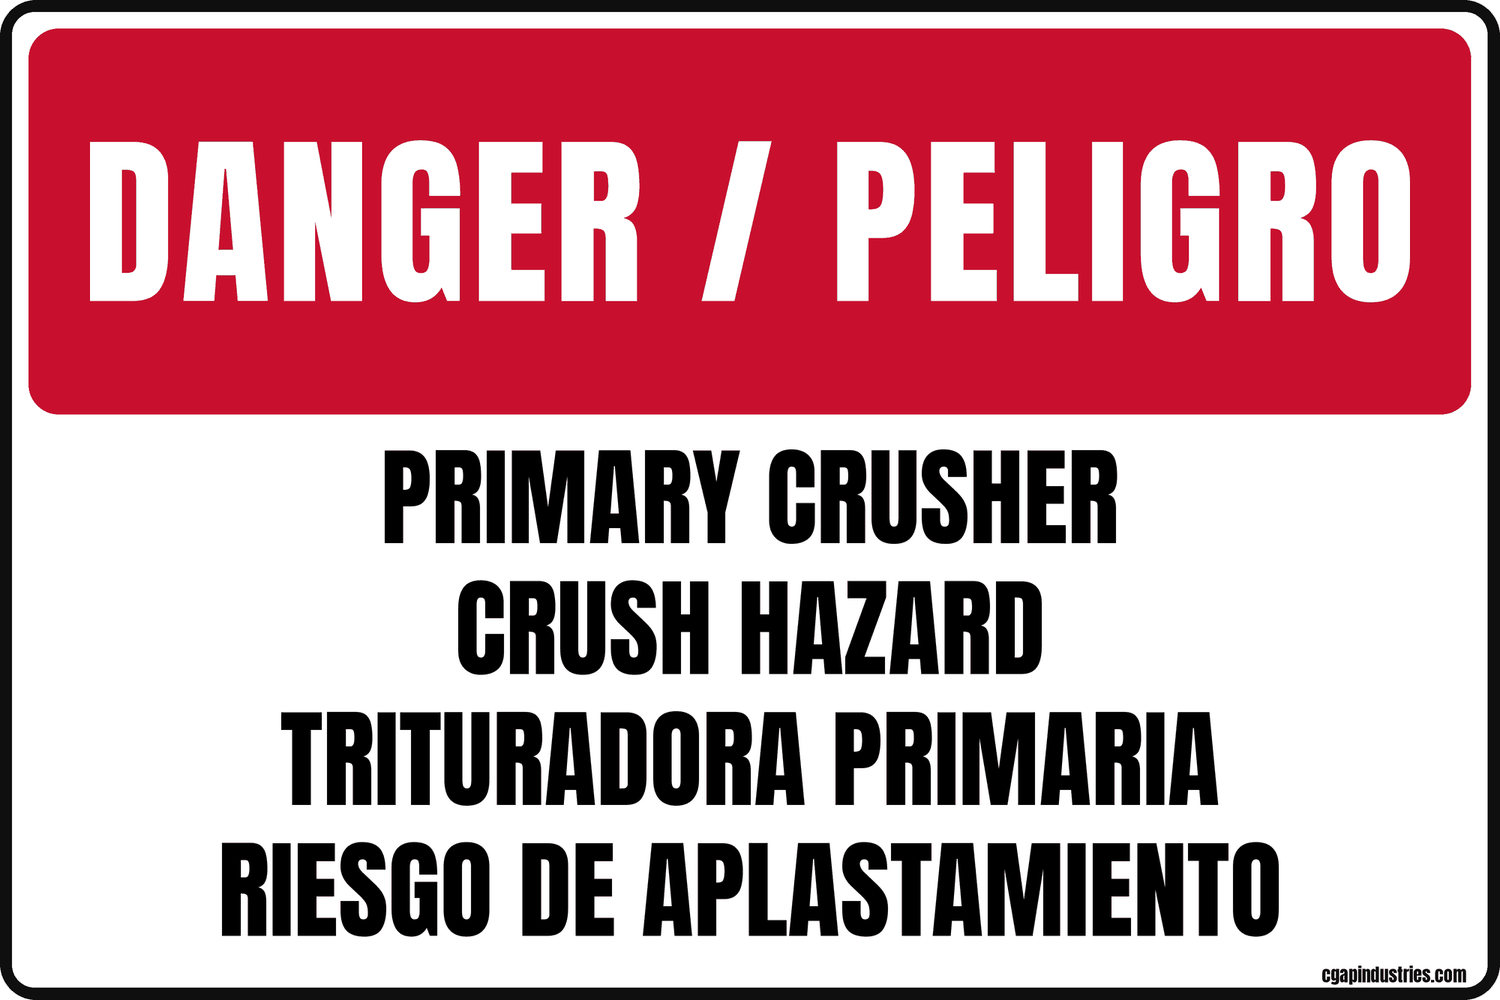 DANGER / PELIGRO
PRIMARY CRUSHER
CRUSH HAZARD
TRITURADORA PRIMARIA
RIESGO DE APLASTAMIENTO
cgapindustries.com